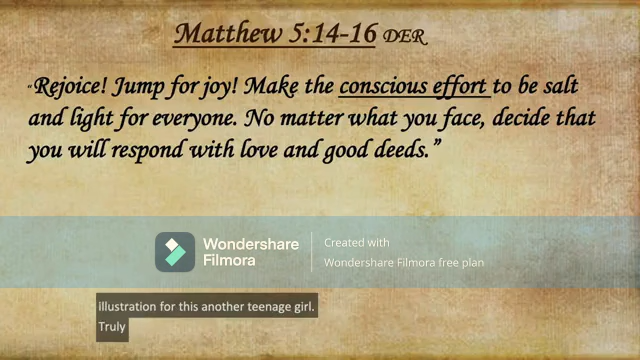 Matthew 5:14-16 DER
"Rejoice! Jump for joy! Make the conscious effort to be salt
and light for everyone. No matter what you face, decide that
you will respond with love and good deeds.”
Wondershare
Filmora
Created with
Wondershare Filmora free plan
illustration for this another teenage girl.
Truly